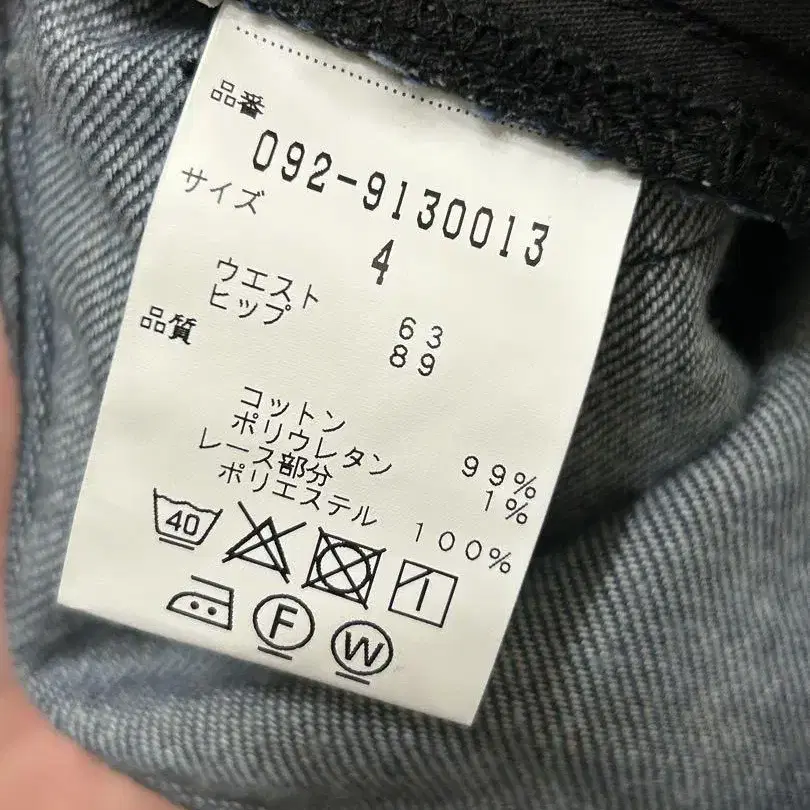 品番
092-9130013
サイズ
4
ウエスト 63
ヒップ 89
品質
コットン 99%
ポリウレタン 1%
レース部分
ポリエステル 100%
40
F W